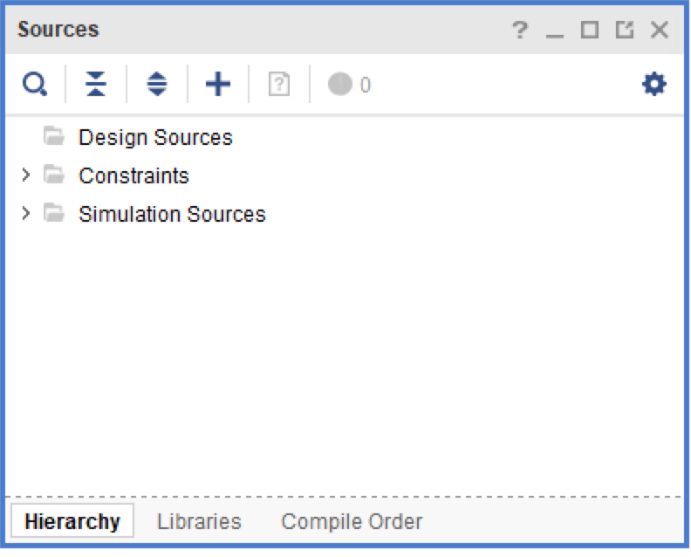 Sources
0
Design Sources
Constraints
Simulation Sources
Hierarchy Libraries Compile Order